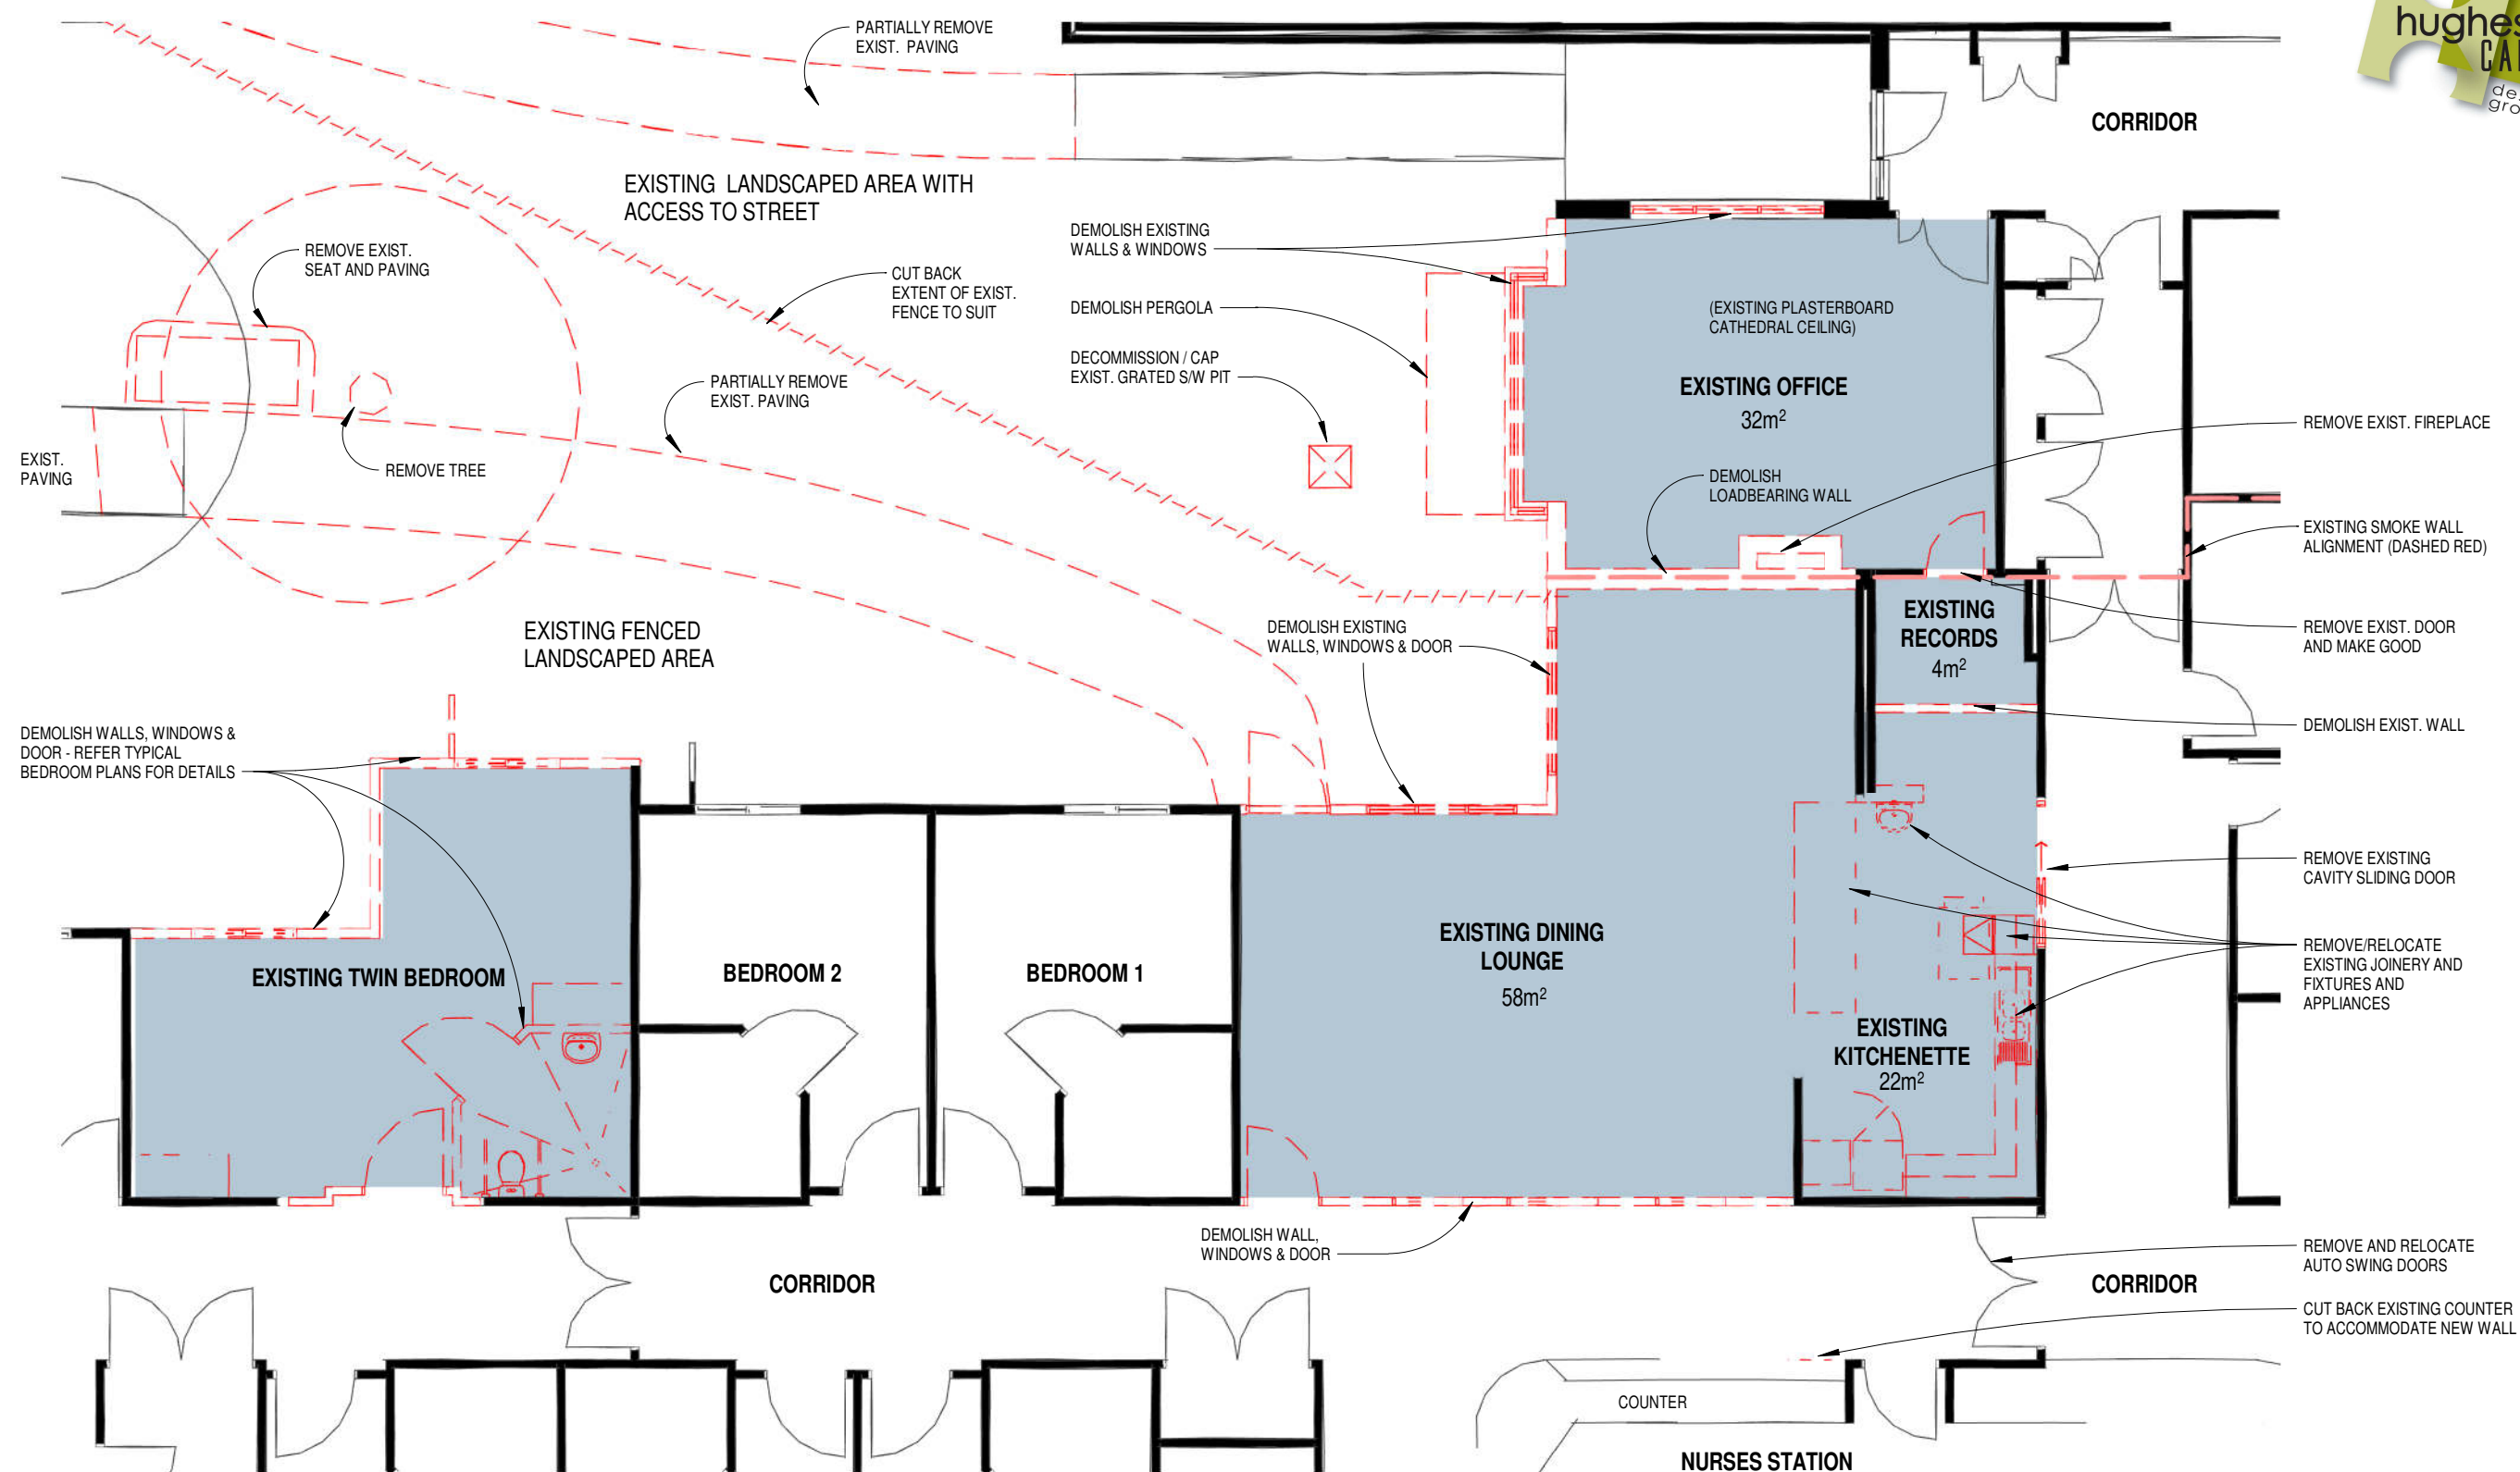 hughes
CA
de
gro
PARTIALLY REMOVE
EXIST. PAVING
CORRIDOR
EXISTING LANDSCAPED AREA WITH
ACCESS TO STREET
REMOVE EXIST.
SEAT AND PAVING
CUT BACK
EXTENT OF EXIST.
FENCE TO SUIT
DEMOLISH EXISTING
WALLS & WINDOWS
DEMOLISH PERGOLA
DECOMMISSION / CAP
EXIST. GRATED S/W PIT
(EXISTING PLASTERBOARD
CATHEDRAL CEILING)
EXISTING OFFICE
32m²
PARTIALLY REMOVE
EXIST. PAVING
EXIST.
PAVING
REMOVE TREE
DEMOLISH
LOADBEARING WALL
REMOVE EXIST. FIREPLACE
EXISTING SMOKE WALL
ALIGNMENT (DASHED RED)
EXISTING FENCED
LANDSCAPED AREA
DEMOLISH EXISTING
WALLS, WINDOWS & DOOR
EXISTING
RECORDS
4m²
REMOVE EXIST. DOOR
AND MAKE GOOD
DEMOLISH EXIST. WALL
DEMOLISH WALLS, WINDOWS &
DOOR - REFER TYPICAL
BEDROOM PLANS FOR DETAILS
REMOVE EXISTING
CAVITY SLIDING DOOR
EXISTING TWIN BEDROOM
BEDROOM 2
BEDROOM 1
EXISTING DINING
LOUNGE
58m²
REMOVE/RELOCATE
EXISTING JOINERY AND
FIXTURES AND
APPLIANCES
EXISTING
KITCHENETTE
22m²
DEMOLISH WALL,
WINDOWS & DOOR
REMOVE AND RELOCATE
AUTO SWING DOORS
CORRIDOR
CORRIDOR
CUT BACK EXISTING COUNTER
TO ACCOMMODATE NEW WALL
COUNTER
NURSES STATION